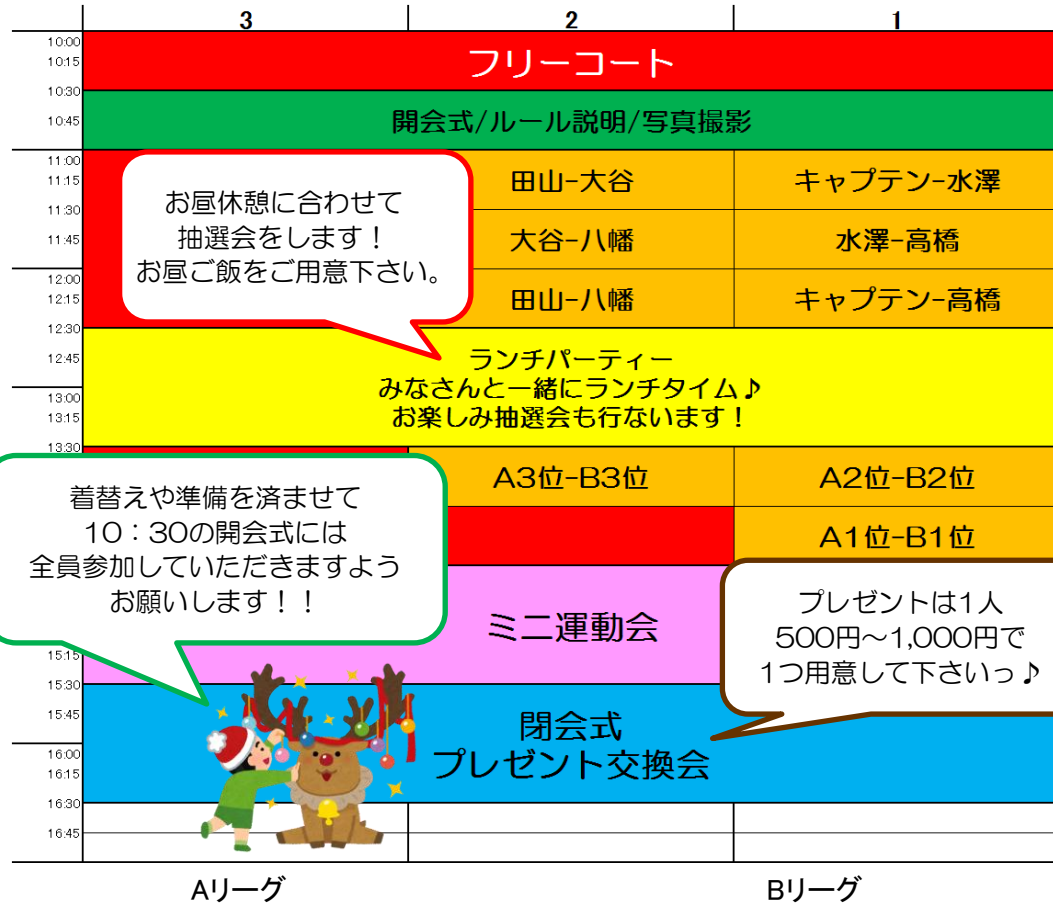 3 2 1
10:00
10:15
フリーコート
10:30
10:45
開会式/ルール説明/写真撮影
11:00
11:15
田山-大谷 キャプテン-水澤
11:30
11:45
大谷-八幡 水澤-高橋
12:00
12:15
田山-八幡 キャプテン-高橋
お昼休憩に合わせて
抽選会をします!
お昼ご飯をご用意下さい。
12:30
12:45
13:00
13:15
ランチパーティー
みなさんと一緒にランチタイム♪
お楽しみ抽選会も行ないます!
13:30
A3位-B3位 A2位-B2位
A1位-B1位
着替えや準備を済ませて
10:30の開会式には
全員参加していただきますよう
お願いします!!
ミニ運動会
プレゼントは1人
500円~1,000円で
1つ用意して下さいっ♪
15:15
15:30
15:45
16:00
16:15
閉会式
プレゼント交換会
16:30
16:45
Aリーグ Bリーグ